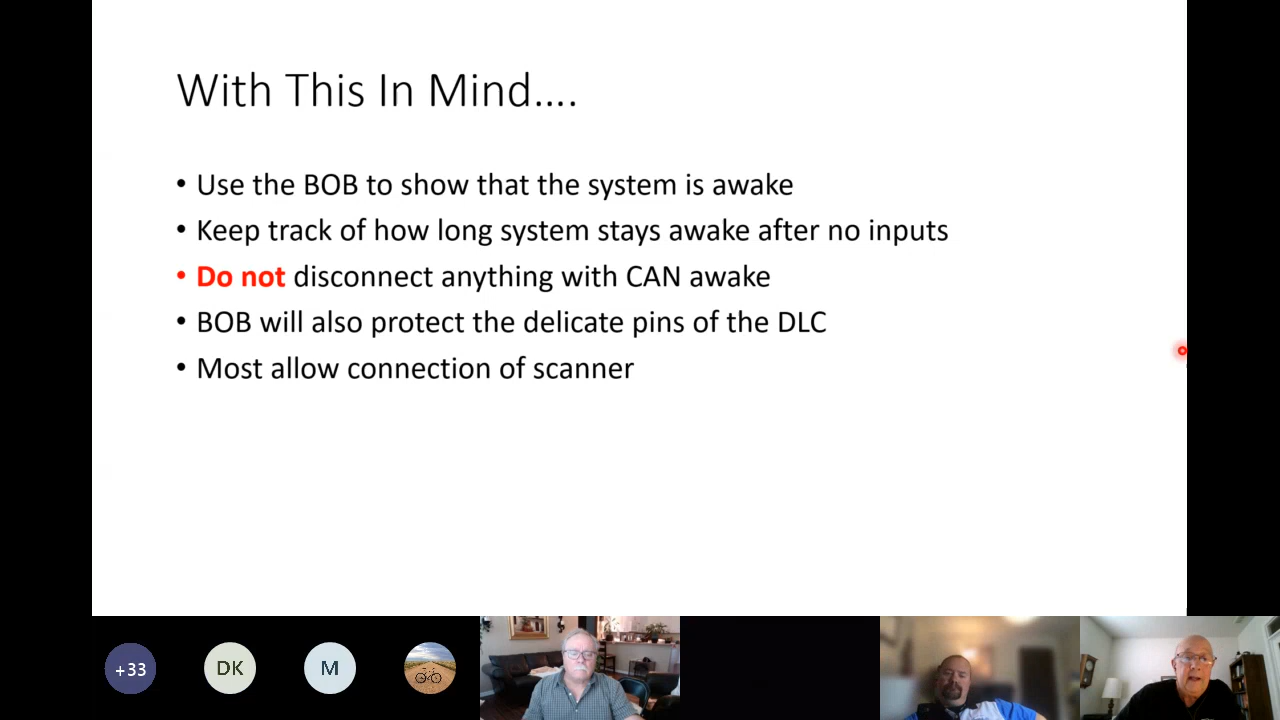 With This In Mind....
• Use the BOB to show that the system is awake
• Keep track of how long system stays awake after no inputs
• Do not disconnect anything with CAN awake
• BOB will also protect the delicate pins of the DLC
• Most allow connection of scanner
+33
DK
M